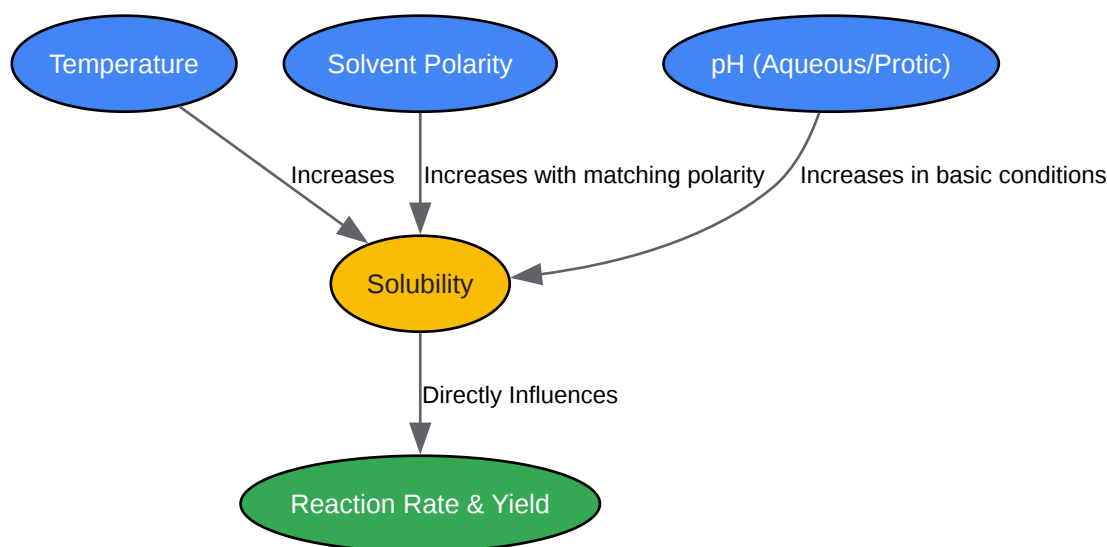 Temperature
Solvent Polarity
pH (Aqueous/Protic)
Increases
Increases with matching polarity
Increases in basic conditions
Solubility
Directly Influences
Reaction Rate & Yield